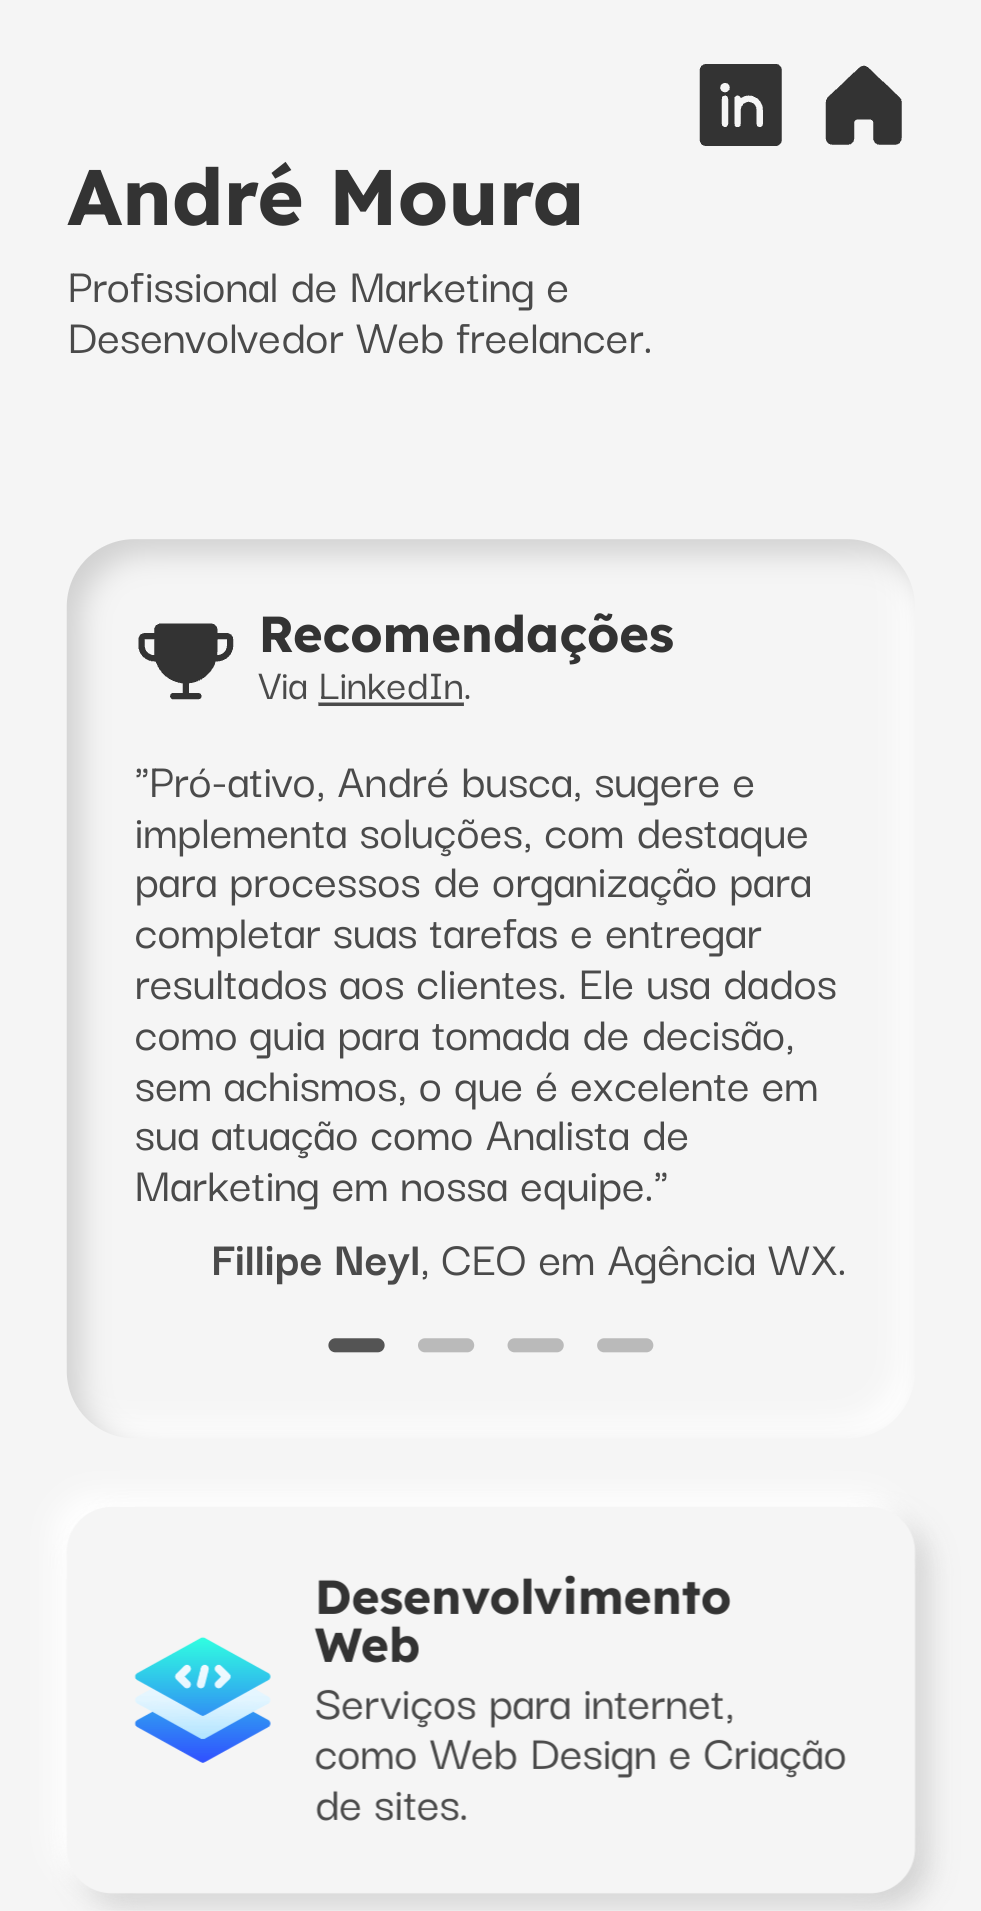 in
André Moura
Profissional de Marketing e
Desenvolvedor Web freelancer.
Recomendações
Via LinkedIn.
”Pró-ativo, André busca, sugere e
implementa soluções, com destaque
para processos de organização para
completar suas tarefas e entregar
resultados aos clientes. Ele usa dados
como guia para tomada de decisão,
sem achismos, o que é excelente em
sua atuação como Analista de
Marketing em nossa equipe.”
Fillipe Neyl, CEO em Agência WX.
Desenvolvimento
Web
Serviços para internet,
como Web Design e Criação
de sites.